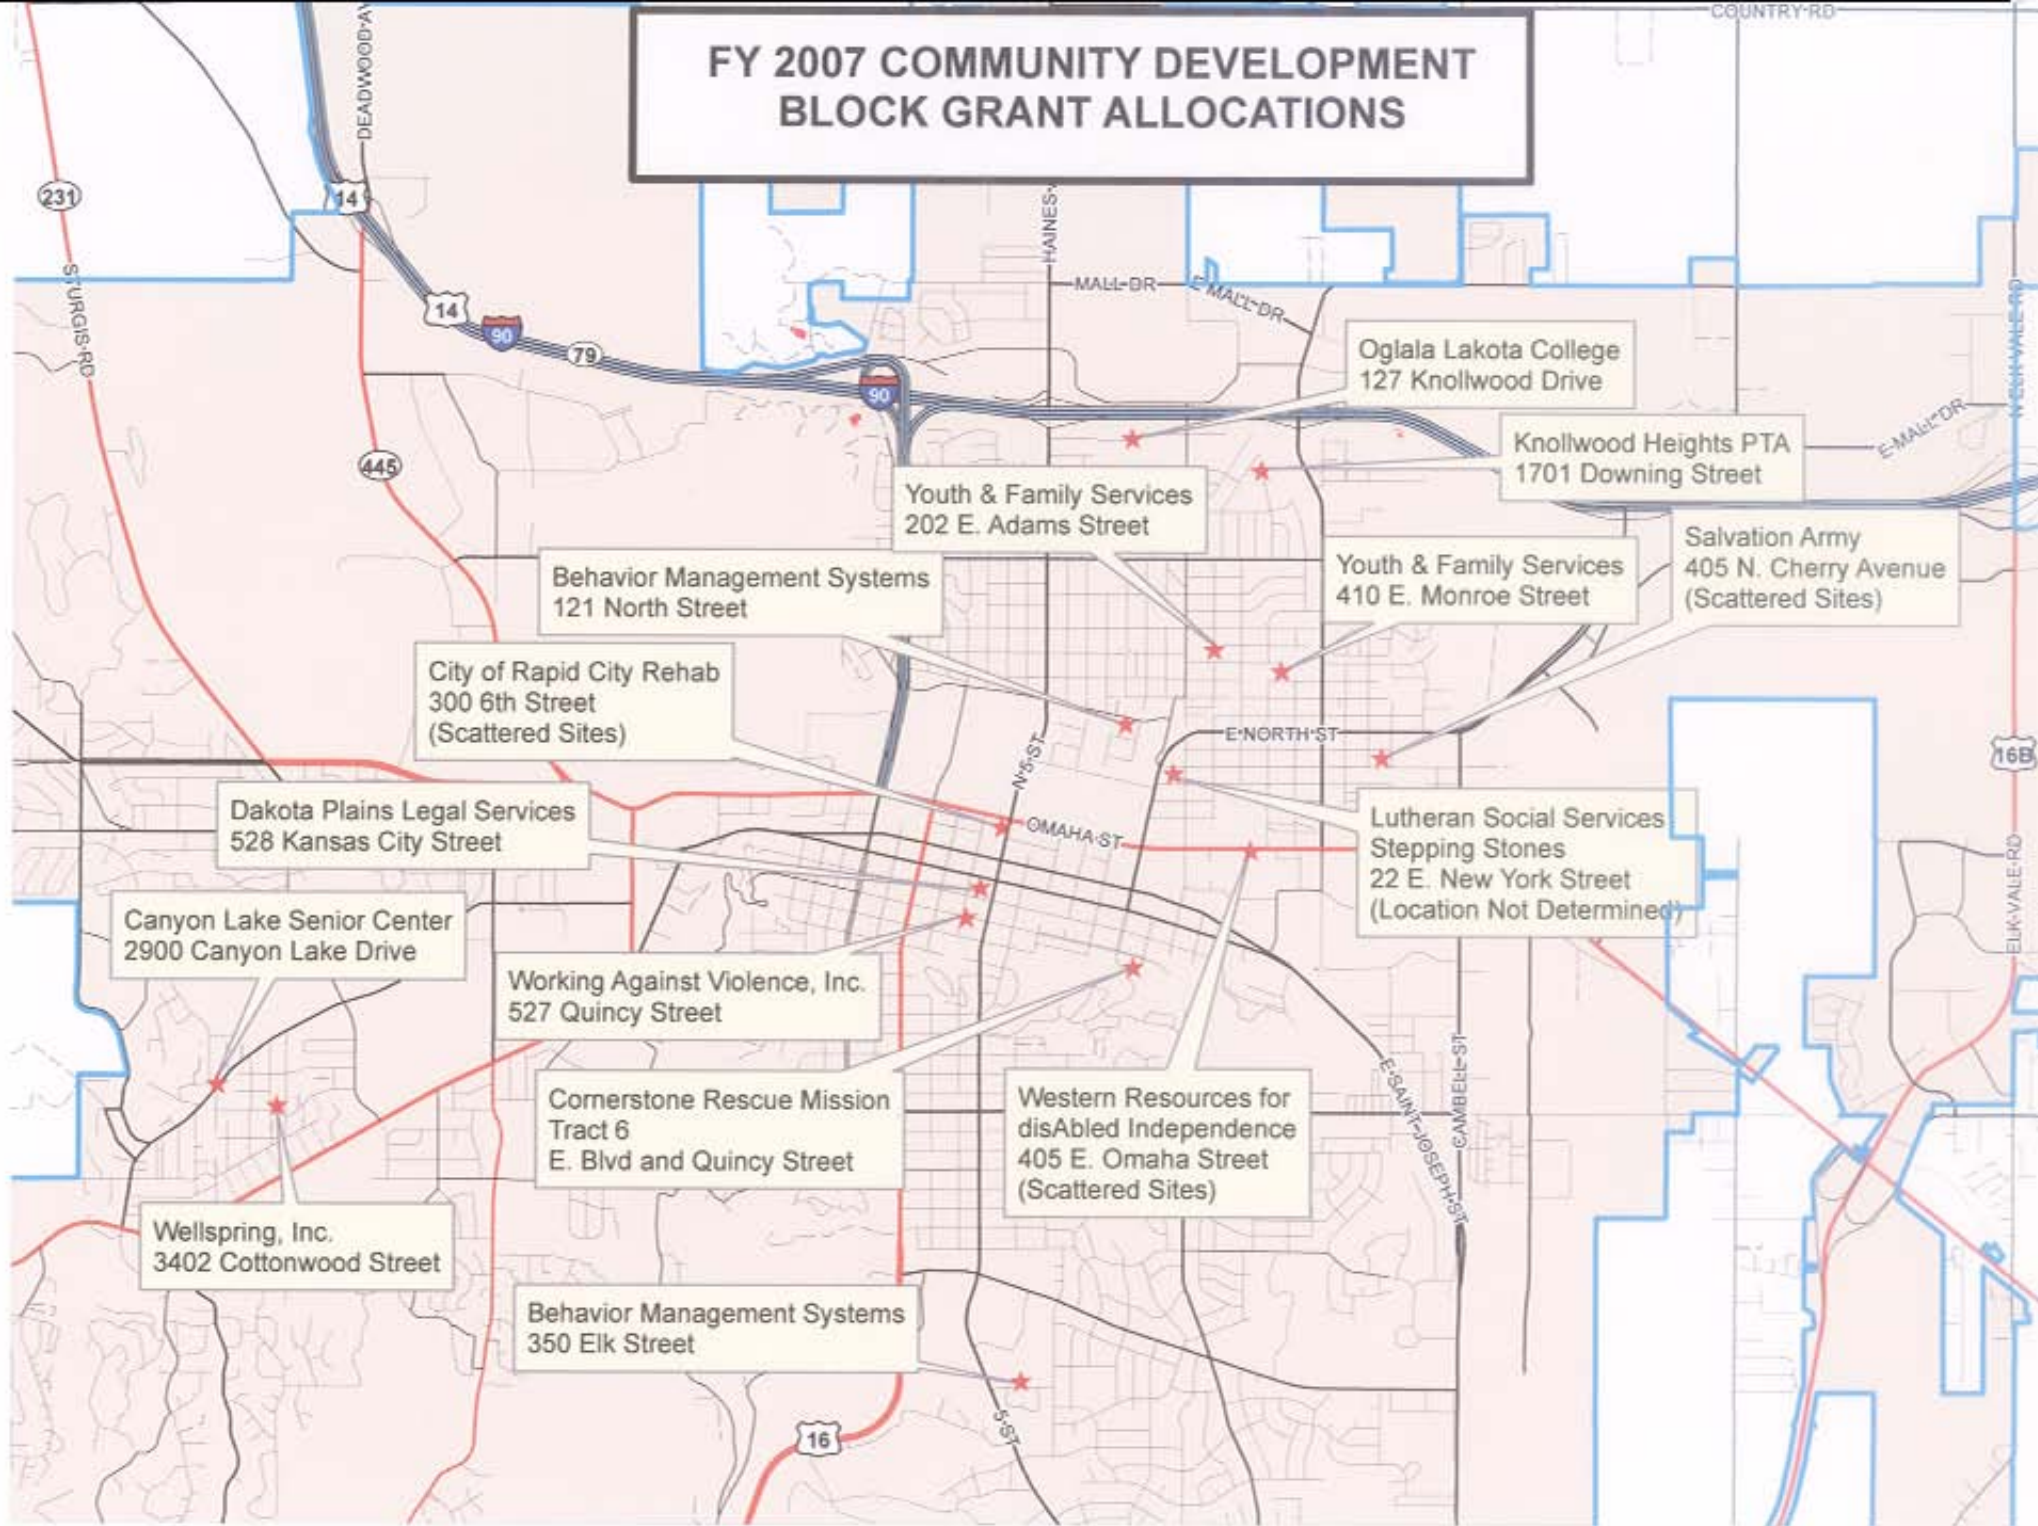 COUNTRY RD
FY 2007 COMMUNITY DEVELOPMENT
BLOCK GRANT ALLOCATIONS
DEADWOOD AV
231
14
HAINES
STURGIS RD
MALL DR
E MALL DR
14
90
79
90
N ELK VALE RD
Oglala Lakota College
127 Knollwood Drive
E MALL DR
Knollwood Heights PTA
1701 Downing Street
445
Youth & Family Services
202 E. Adams Street
Salvation Army
405 N. Cherry Avenue
(Scattered Sites)
Youth & Family Services
410 E. Monroe Street
Behavior Management Systems
121 North Street
City of Rapid City Rehab
300 6th Street
(Scattered Sites)
E NORTH ST
N 5 ST
16B
Dakota Plains Legal Services
528 Kansas City Street
OMAHA ST
Lutheran Social Services
Stepping Stones
22 E. New York Street
(Location Not Determined)
ELK VALE RD
Canyon Lake Senior Center
2900 Canyon Lake Drive
Working Against Violence, Inc.
527 Quincy Street
Cornerstone Rescue Mission
Tract 6
E. Blvd and Quincy Street
Western Resources for
disAbled Independence
405 E. Omaha Street
(Scattered Sites)
E SAINT JOSEPH ST
CAMBELL ST
Wellspring, Inc.
3402 Cottonwood Street
Behavior Management Systems
350 Elk Street
5 ST
16